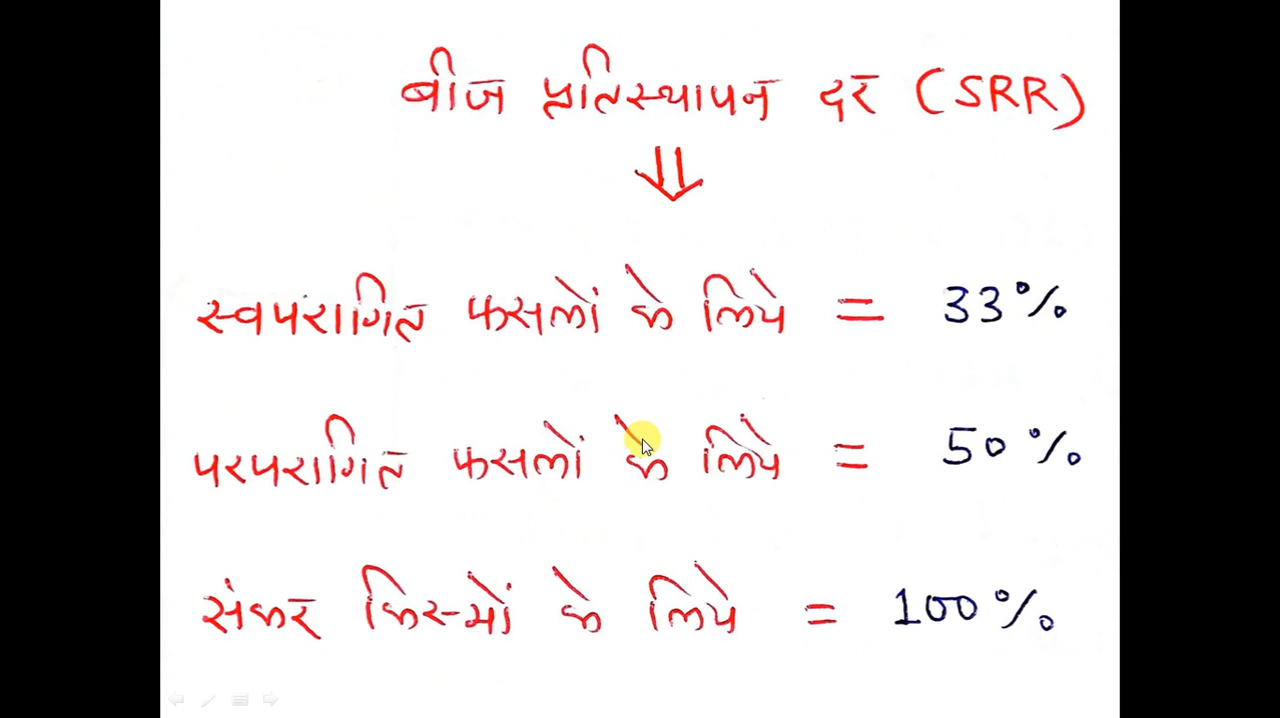 बीज प्रतिस्थापन दर (SRR)
स्वपरागित फसलों के लिये = 33%
परपरागित फसलों के लिये = 50%
संकर किस्मों के लिये = 100%